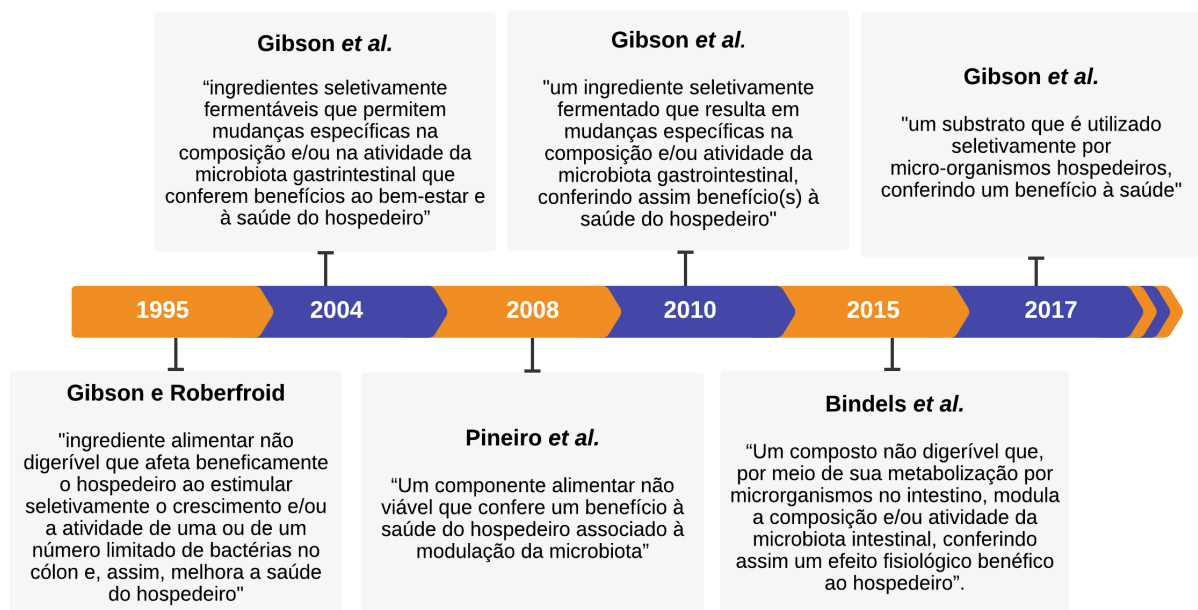 Gibson et al.
“ingredientes seletivamente
fermentáveis que permitem
mudanças específicas na
composição e/ou na atividade da
microbiota gastrintestinal que
conferem benefícios ao bem-estar e
à saúde do hospedeiro”
Gibson et al.
"um ingrediente seletivamente
fermentado que resulta em
mudanças específicas na
composição e/ou atividade da
microbiota gastrointestinal,
conferindo assim benefício(s) à
saúde do hospedeiro"
Gibson et al.
"um substrato que é utilizado
seletivamente por
micro-organismos hospedeiros,
conferindo um benefício à saúde"
1995
2004
2008
2010
2015
2017
Gibson e Roberfroid
"ingrediente alimentar não
digerível que afeta beneficamente
o hospedeiro ao estimular
seletivamente o crescimento e/ou
a atividade de uma ou de um
número limitado de bactérias no
cólon e, assim, melhora a saúde
do hospedeiro"
Pineiro et al.
“Um componente alimentar não
viável que confere um benefício à
saúde do hospedeiro associado à
modulação da microbiota”
Bindels et al.
“Um composto não digerível que,
por meio de sua metabolização por
microrganismos no intestino, modula
a composição e/ou atividade da
microbiota intestinal, conferindo
assim um efeito fisiológico benéfico
ao hospedeiro”.